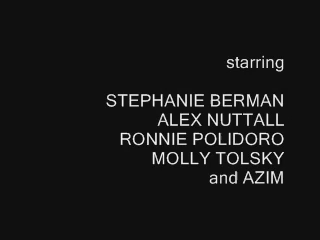 starring
STEPHANIE BERMAN
ALEX NUTTALL
RONNIE POLIDORO
MOLLY TOLSKY
and AZIM